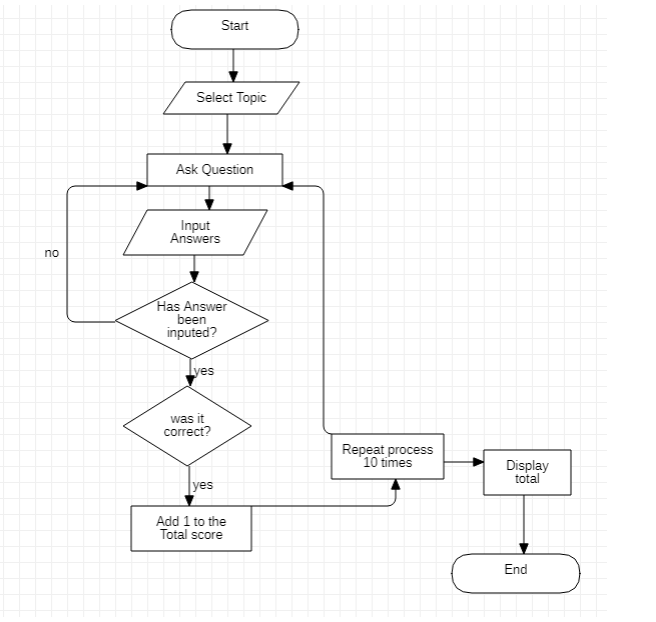 Start
Select Topic
Ask Question
Input
Answers
no
Has Answer
been
inputed?
yes
was it
correct?
yes
Add 1 to the
Total score
Repeat process
10 times
Display
total
End